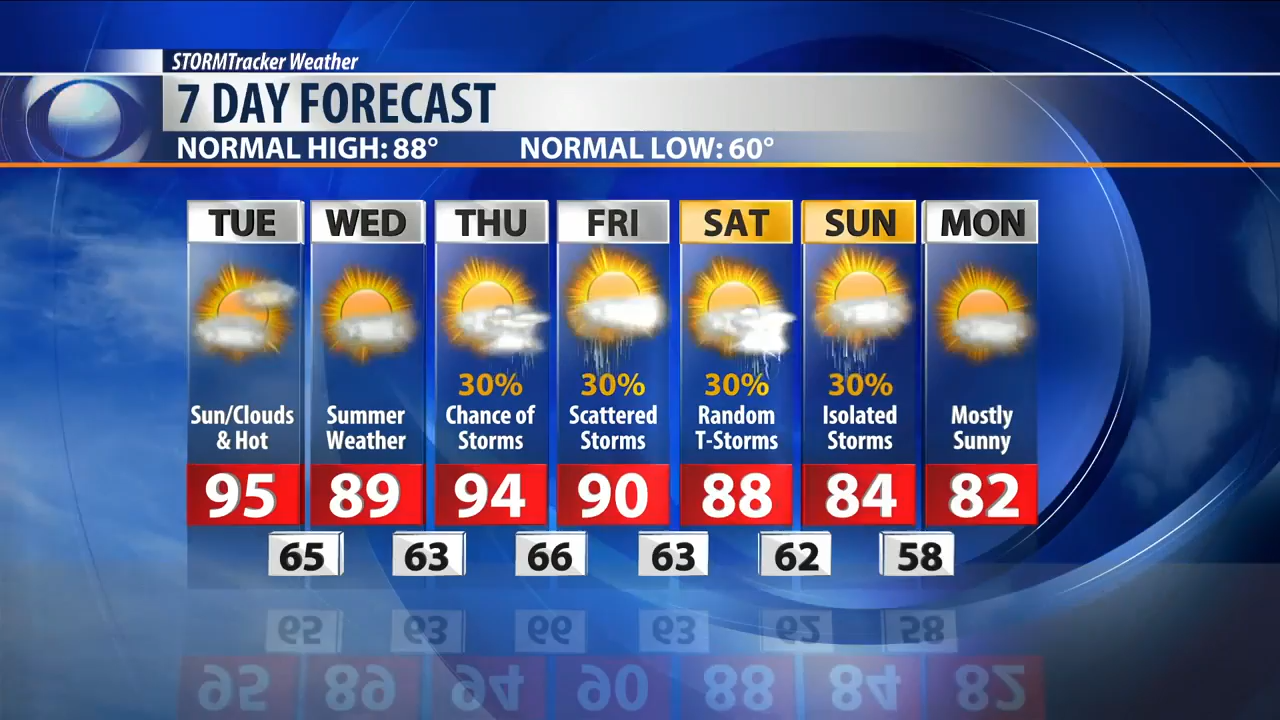 STORMTracker Weather
7 DAY FORECAST
NORMAL HIGH: 88° NORMAL LOW: 60°
TUE WED THU FRI SAT SUN MON
30% 30% 30% 30%
Sun/Clouds Summer Chance of Scattered Random Isolated Mostly
& Hot Weather Storms Storms T-Storms Storms Sunny
95 89 94 90 88 84 82
65 63 66 63 62 58